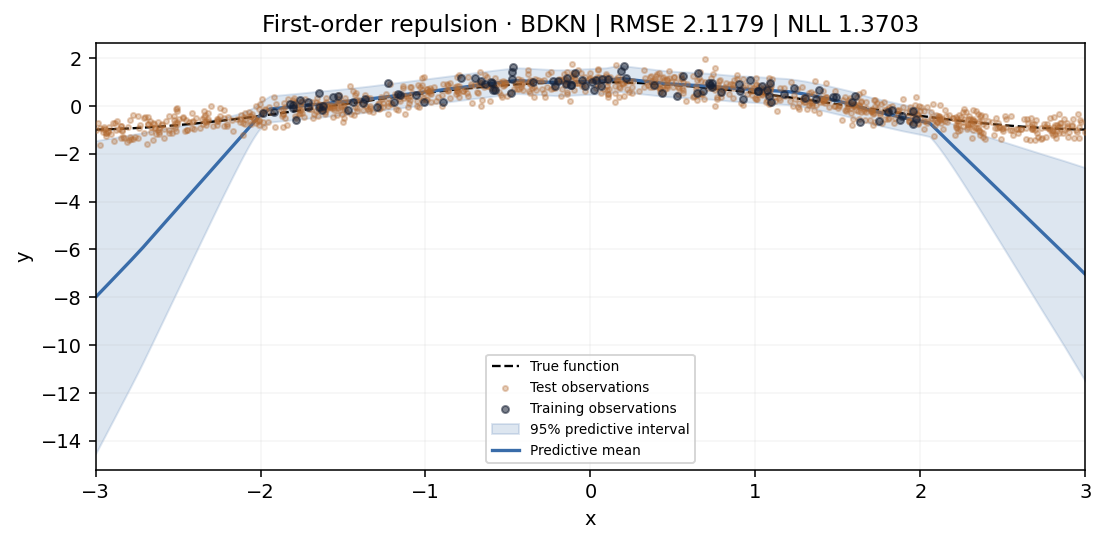 First-order repulsion · BDKN | RMSE 2.1179 | NLL 1.3703
y
2
0
−2
−4
−6
−8
−10
−12
−14
True function
Test observations
Training observations
95% predictive interval
Predictive mean
−3 −2 −1 0 1 2 3
x